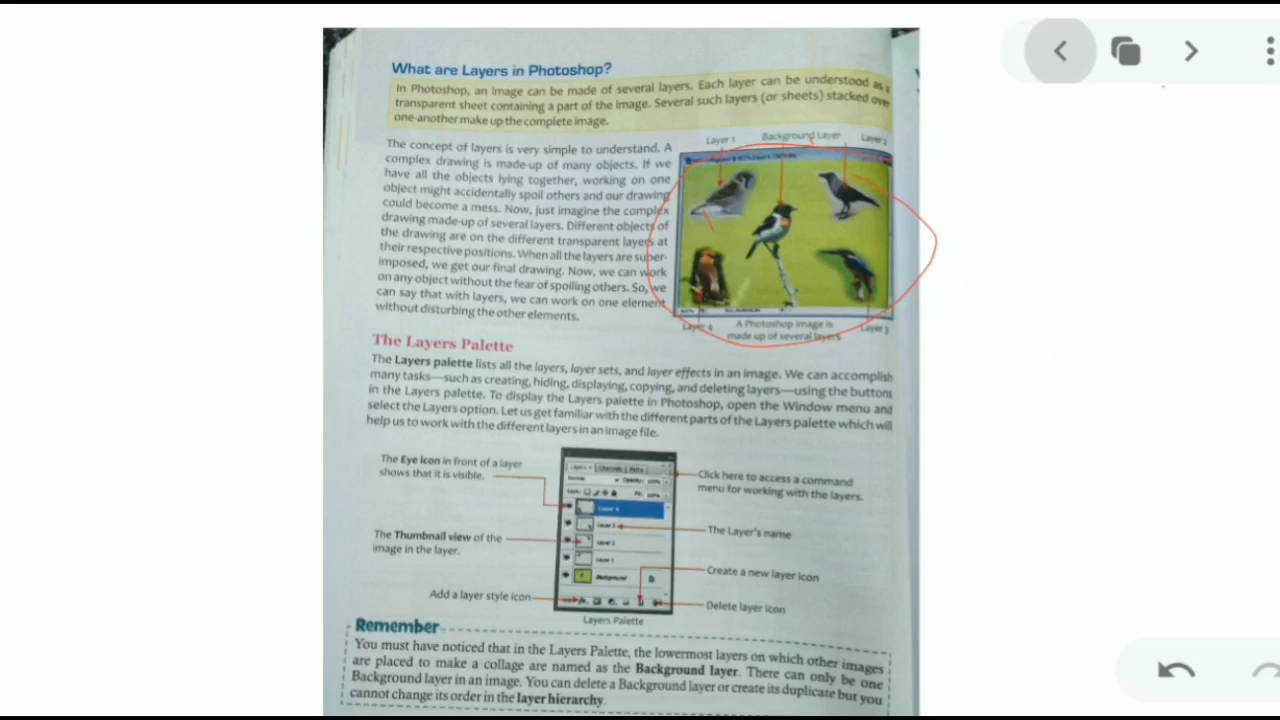 What are Layers in Photoshop?
In Photoshop, an image can be made of several layers. Each layer can be understood as a
transparent sheet containing a part of the image. Several such layers (or sheets) stacked over
one-another make up the complete image.
The concept of layers is very simple to understand. A
complex drawing is made-up of many objects. If we
have all the objects lying together, working on one
object might accidentally spoil others and our drawing
could become a mess. Now, just imagine the complex
drawing made-up of several layers. Different objects of
the drawing are on the different transparent layers at
their respective positions. When all the layers are super-
imposed, we get our final drawing. Now, we can work
on any object without the fear of spoiling others. So, we
can say that with layers, we can work on one element
without disturbing the other elements.
Layer 1
Background Layer
Layer 2
Layer 4
A Photoshop image is
made up of several layers
Layer 3
The Layers Palette
The Layers palette lists all the layers, layer sets, and layer effects in an image. We can accomplish
many tasks—such as creating, hiding, displaying, copying, and deleting layers—using the buttons
in the Layers palette. To display the Layers palette in Photoshop, open the Window menu and
select the Layers option. Let us get familiar with the different parts of the Layers palette which will
help us to work with the different layers in an image file.
The Eye icon in front of a layer
shows that it is visible.
The Thumbnail view of the
image in the layer.
Add a layer style icon
Layers Channels Paths
Normal Opacity: 100%
Lock: Fill: 100%
Layer 4
Layer 3
Layer 2
Layer 1
Background
Click here to access a command
menu for working with the layers.
The Layer's name
Create a new layer icon
Delete layer icon
Layers Palette
Remember
You must have noticed that in the Layers Palette, the lowermost layers on which other images
are placed to make a collage are named as the Background layer. There can only be one
Background layer in an image. You can delete a Background layer or create its duplicate but you
cannot change its order in the layer hierarchy.